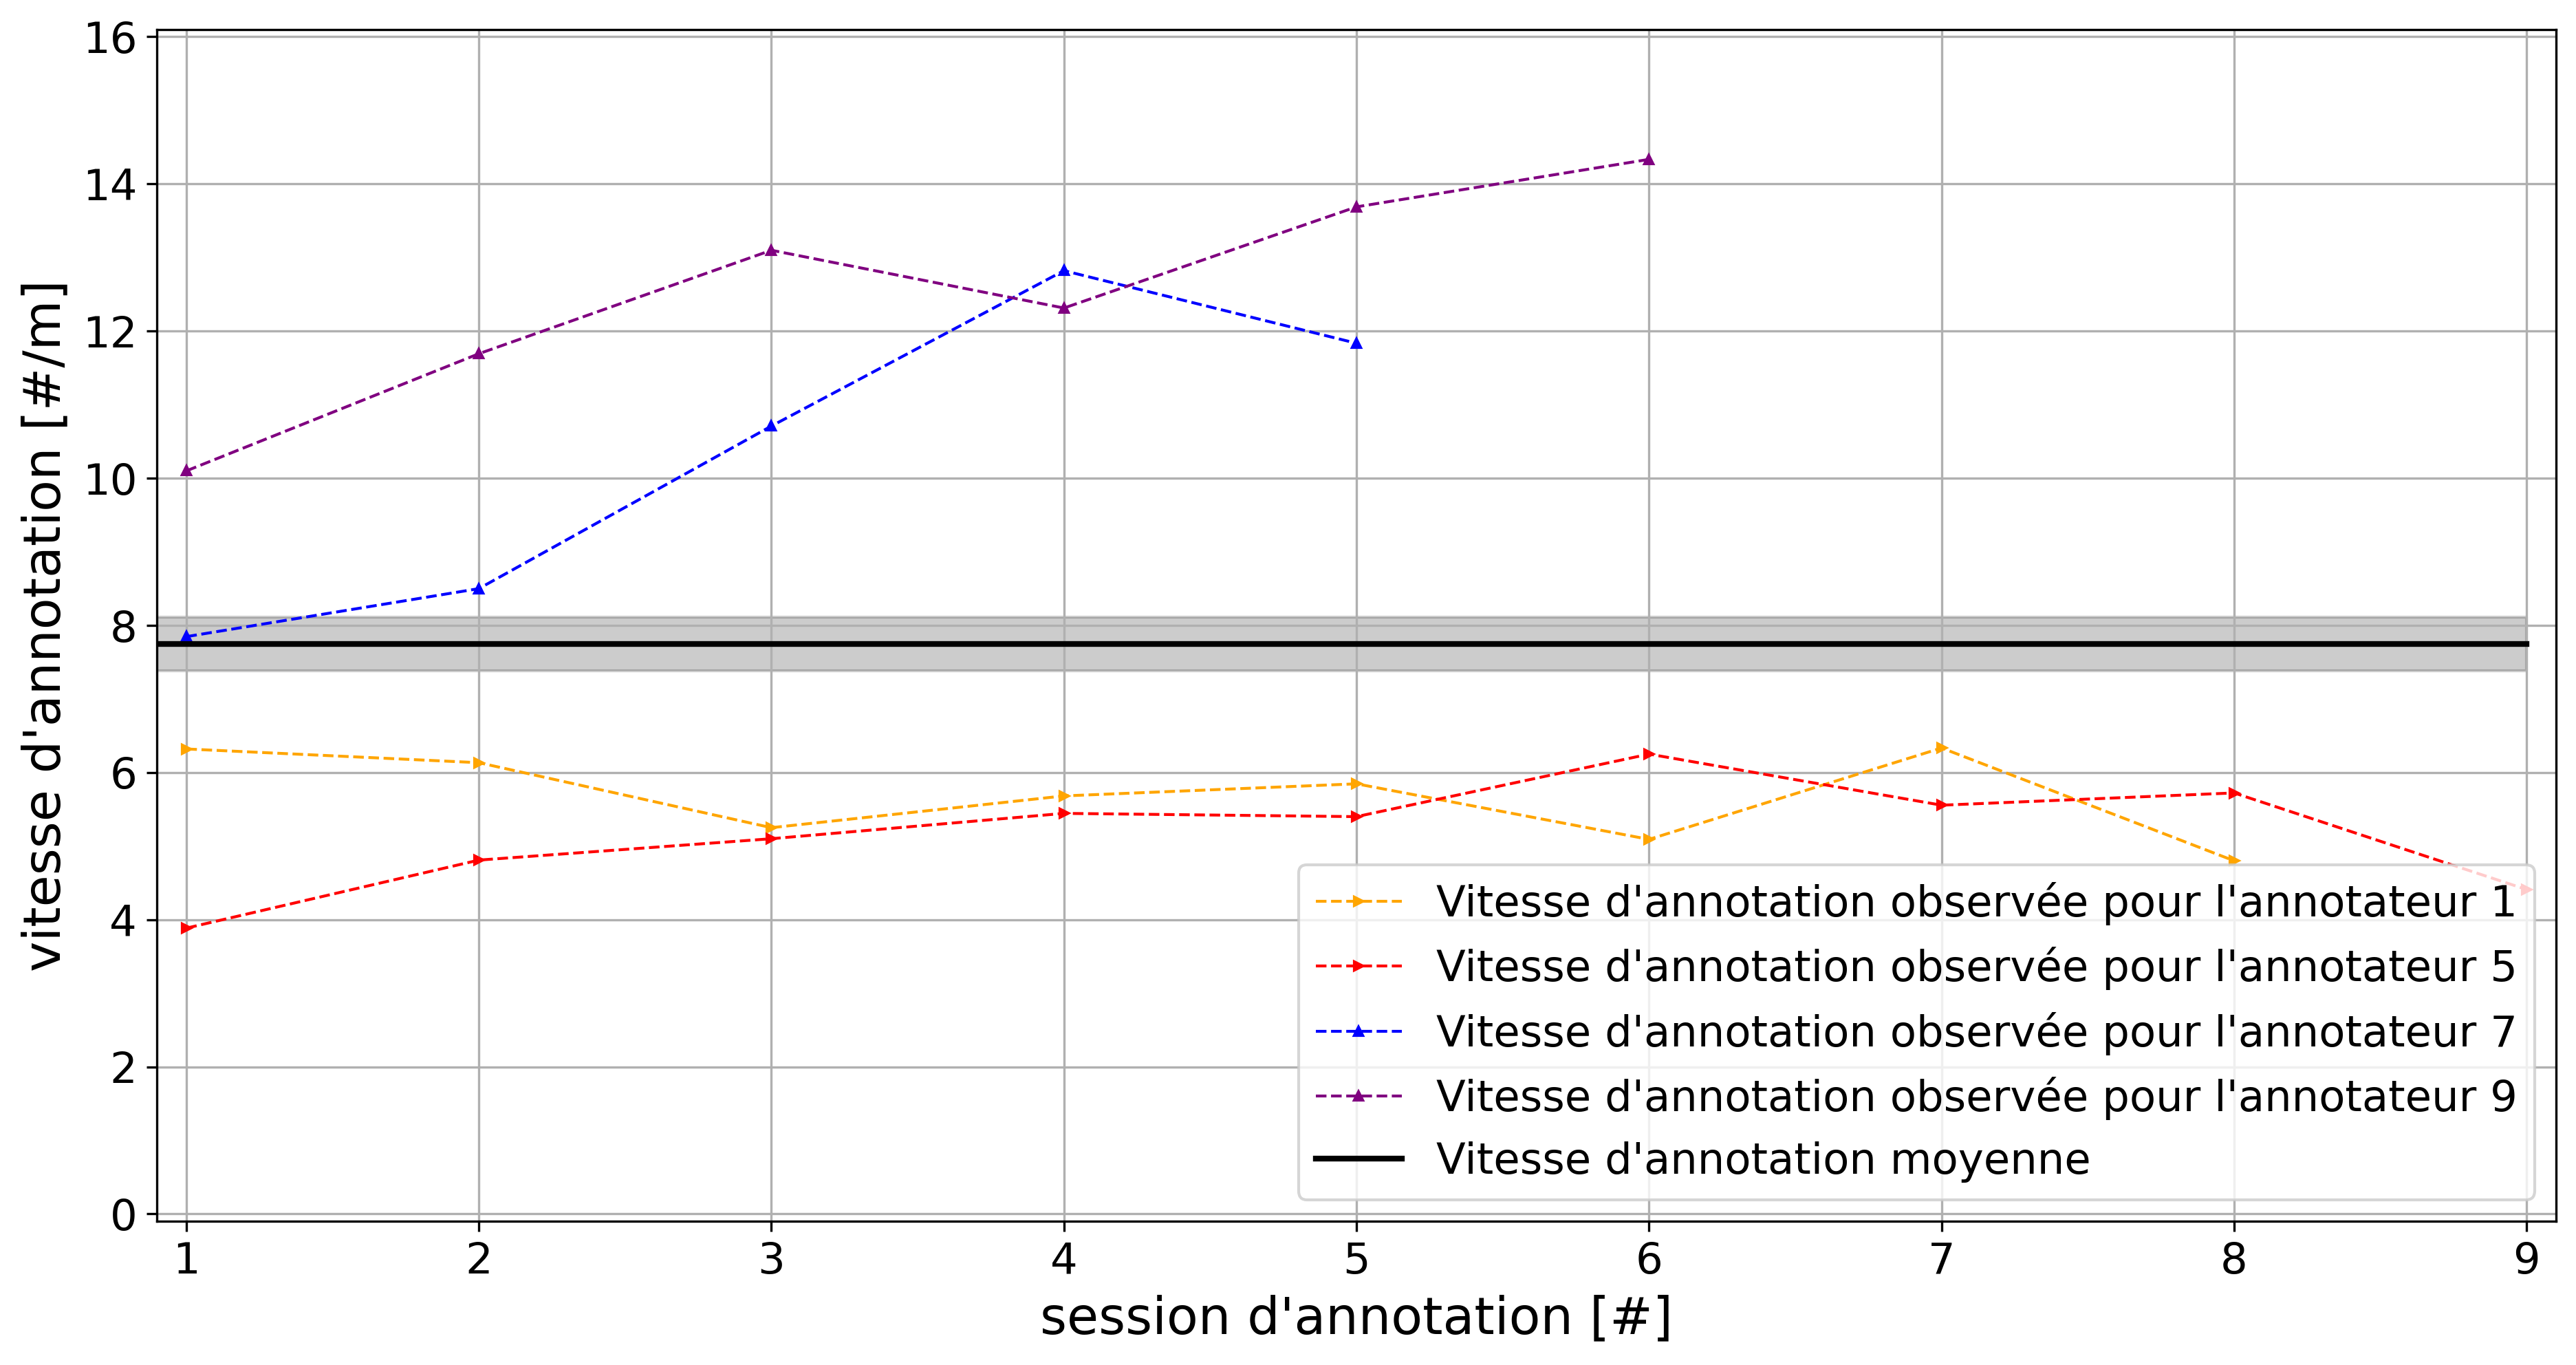 16
14
12
10
8
6
4
2
0
vitesse d'annotation [#/m]
Vitesse d'annotation observée pour l'annotateur 1
Vitesse d'annotation observée pour l'annotateur 5
Vitesse d'annotation observée pour l'annotateur 7
Vitesse d'annotation observée pour l'annotateur 9
Vitesse d'annotation moyenne
1 2 3 4 5 6 7 8 9
session d'annotation [#]